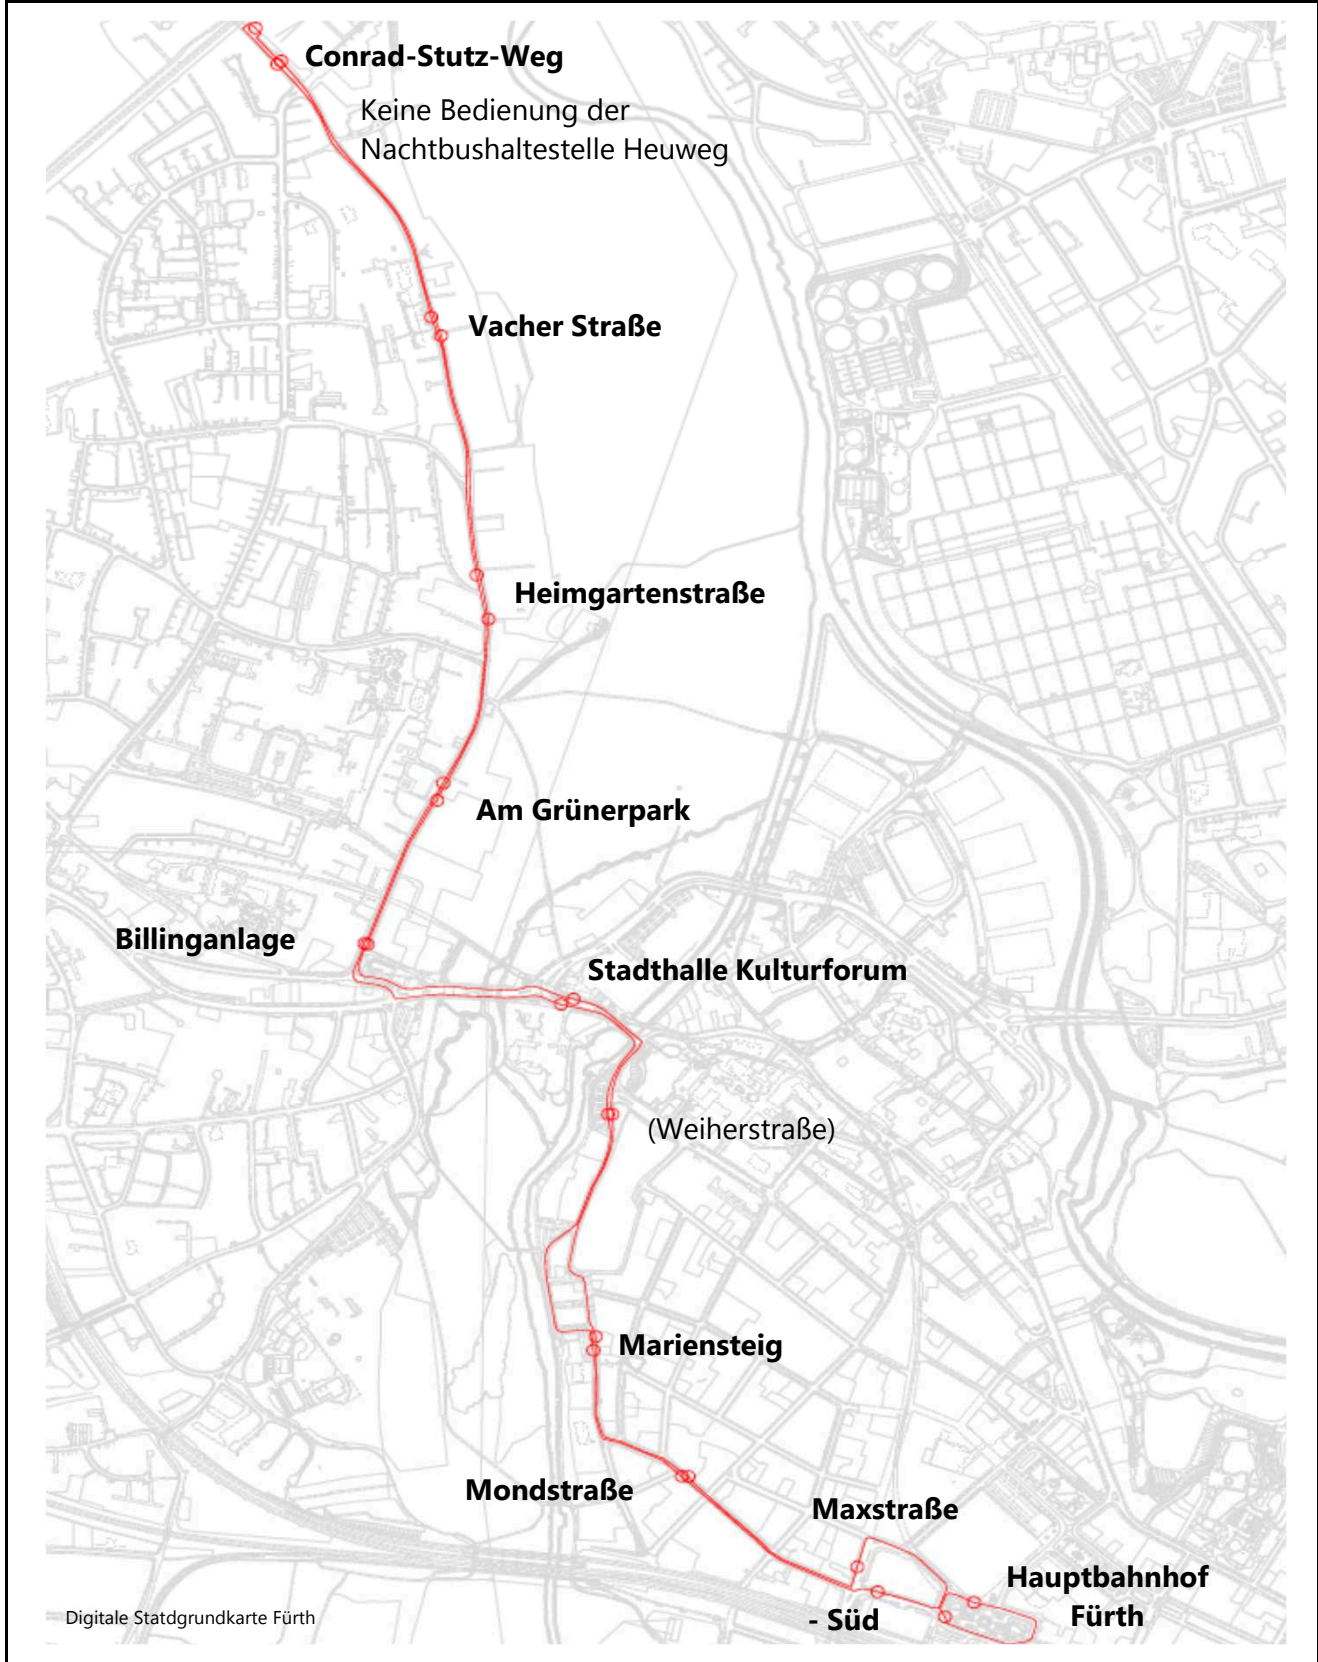 Conrad-Stutz-Weg
Keine Bedienung der
Nachtbushaltestelle Heuweg
Vacher Straße
Heimgartenstraße
Am Grünerpark
Billinganlage
Stadthalle Kulturforum
(Weiherstraße)
Mariensteig
Mondstraße
Maxstraße
Hauptbahnhof
Fürth
- Süd
Digitale Statdgrundkarte Fürth